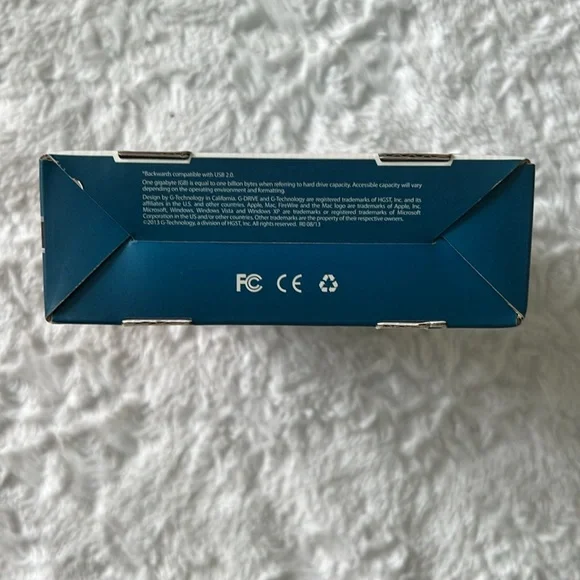 *Backwards compatible with USB 2.0.
One gigabyte (GB) is equal to one billion bytes when referring to hard drive capacity. Accessible capacity will vary
depending on the operating environment and formatting.
Design by G-Technology in California. G-DRIVE and G-Technology are registered trademarks of HGST, Inc. and its
affiliates in the U.S. and other countries. Apple, Mac, FireWire and the Mac logo are trademarks of Apple, Inc.
Microsoft, Windows, Windows Vista and Windows XP are trademarks or registered trademarks of Microsoft
Corporation in the US and/or other countries. Other trademarks are the property of their respective owners.
©2013 G-Technology, a division of HGST, Inc. All rights reserved. R0 08/13
FC CE